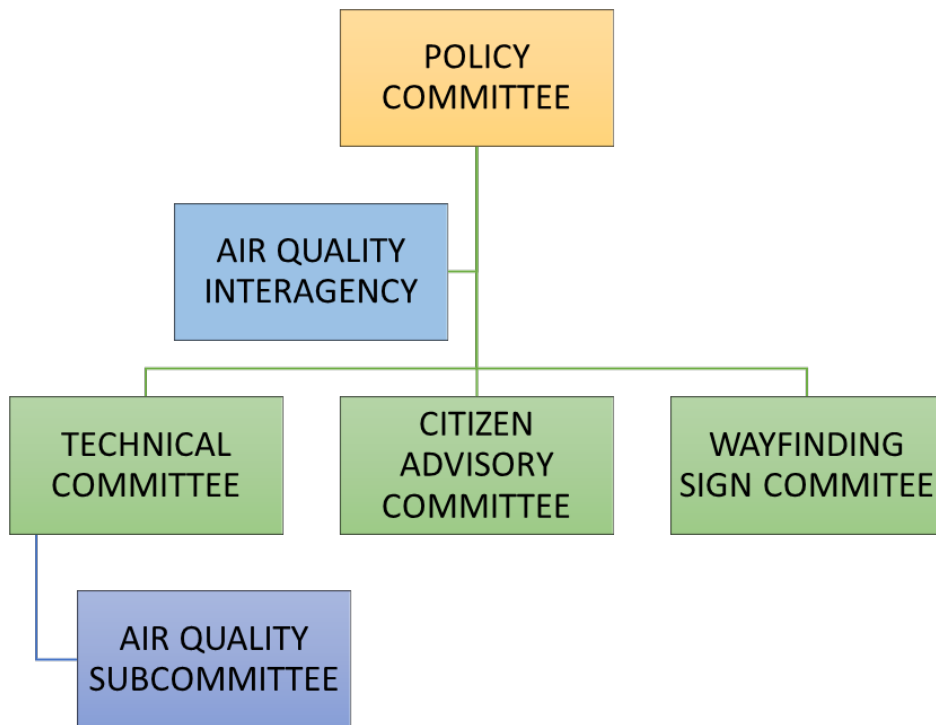 POLICY
COMMITTEE
AIR QUALITY
INTERAGENCY
TECHNICAL
COMMITTEE
CITIZEN
ADVISORY
COMMITTEE
WAYFINDING
SIGN COMMITEE
AIR QUALITY
SUBCOMMITTEE